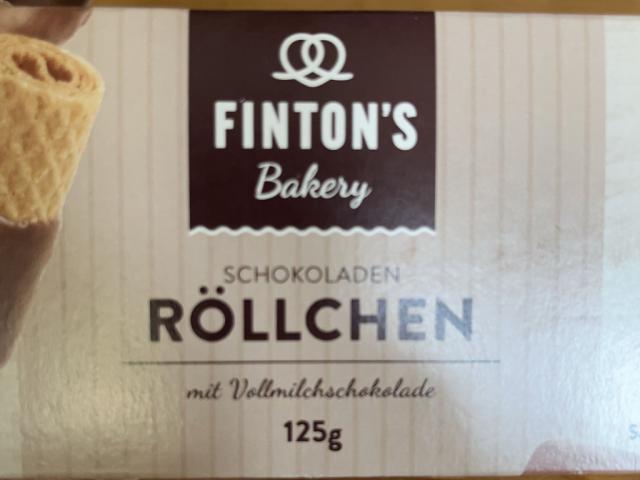 FINTON'S
Bakery
SCHOKOLADEN
RÖLLCHEN
mit Vollmilchschokolade
125g